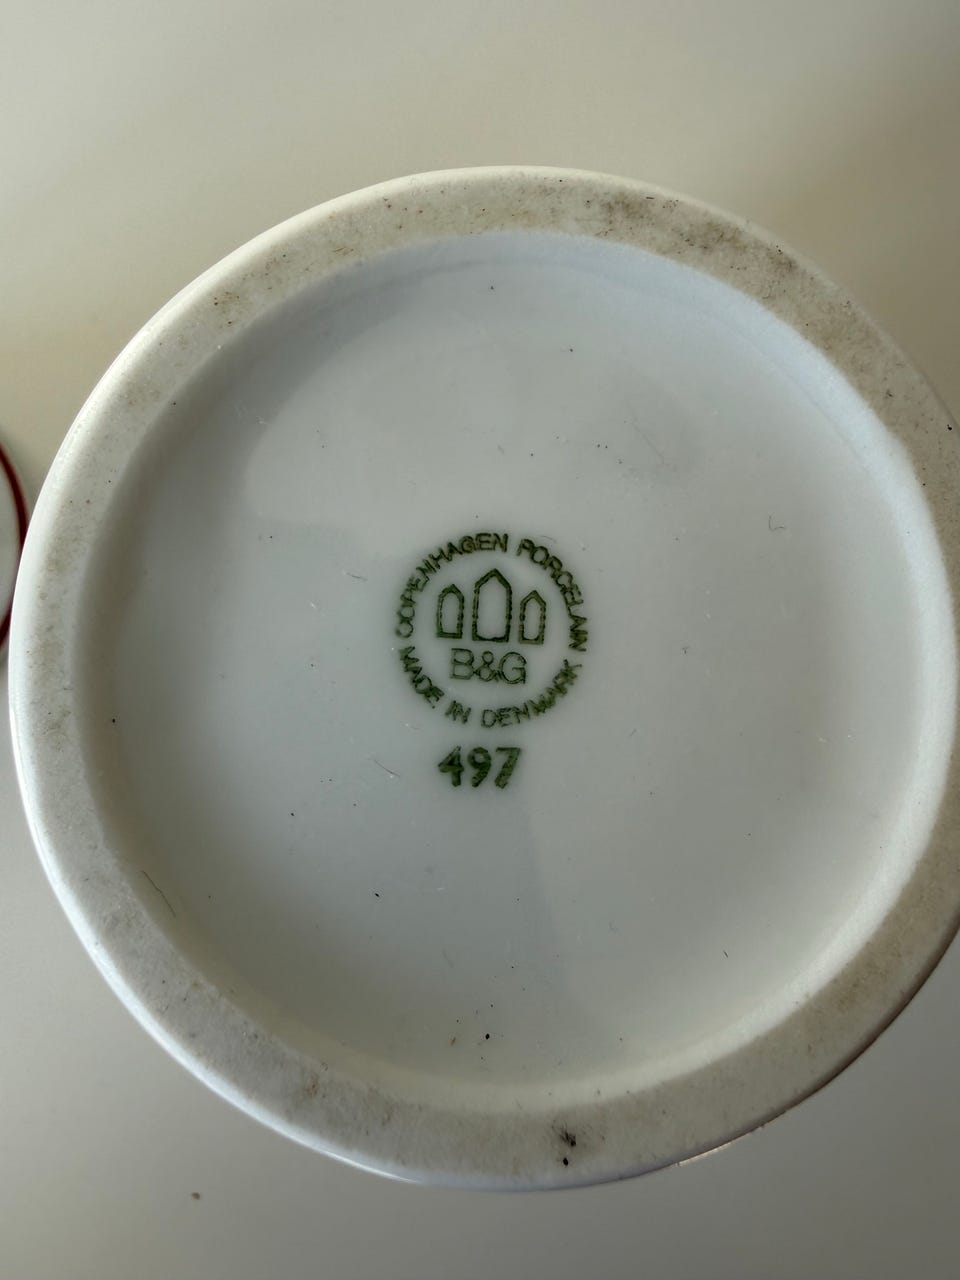 COPENHAGEN PORCELAIN
B&G
MADE IN DENMARK
497